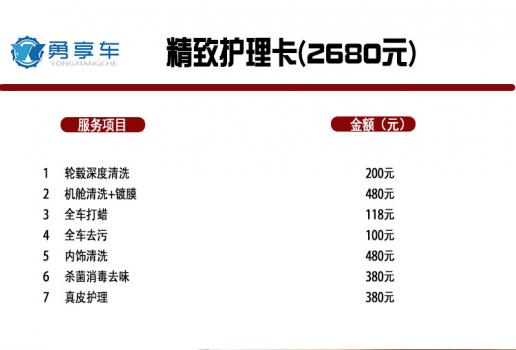 勇享车
YONGXIANGCHE
精致护理卡(2680元)
服务项目 金额（元）
1 轮毂深度清洗 200元
2 机舱清洗+镀膜 480元
3 全车打蜡 118元
4 全车去污 100元
5 内饰清洗 480元
6 杀菌消毒去味 380元
7 真皮护理 380元